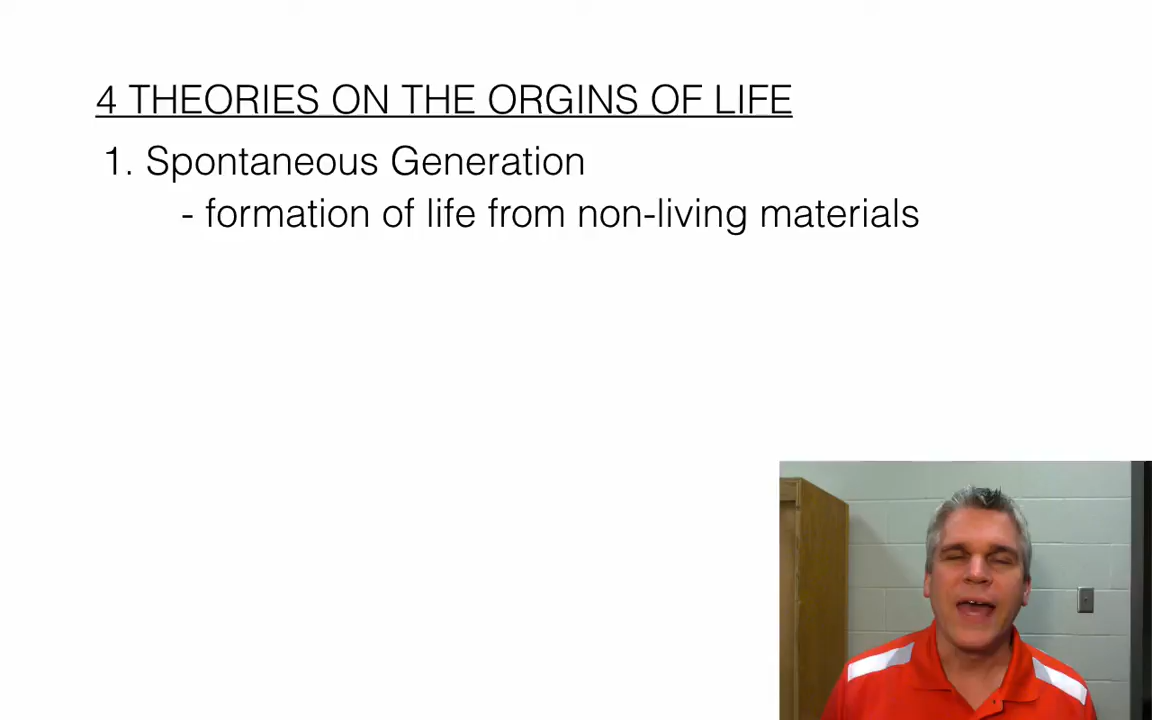 4 THEORIES ON THE ORGINS OF LIFE
1. Spontaneous Generation
- formation of life from non-living materials